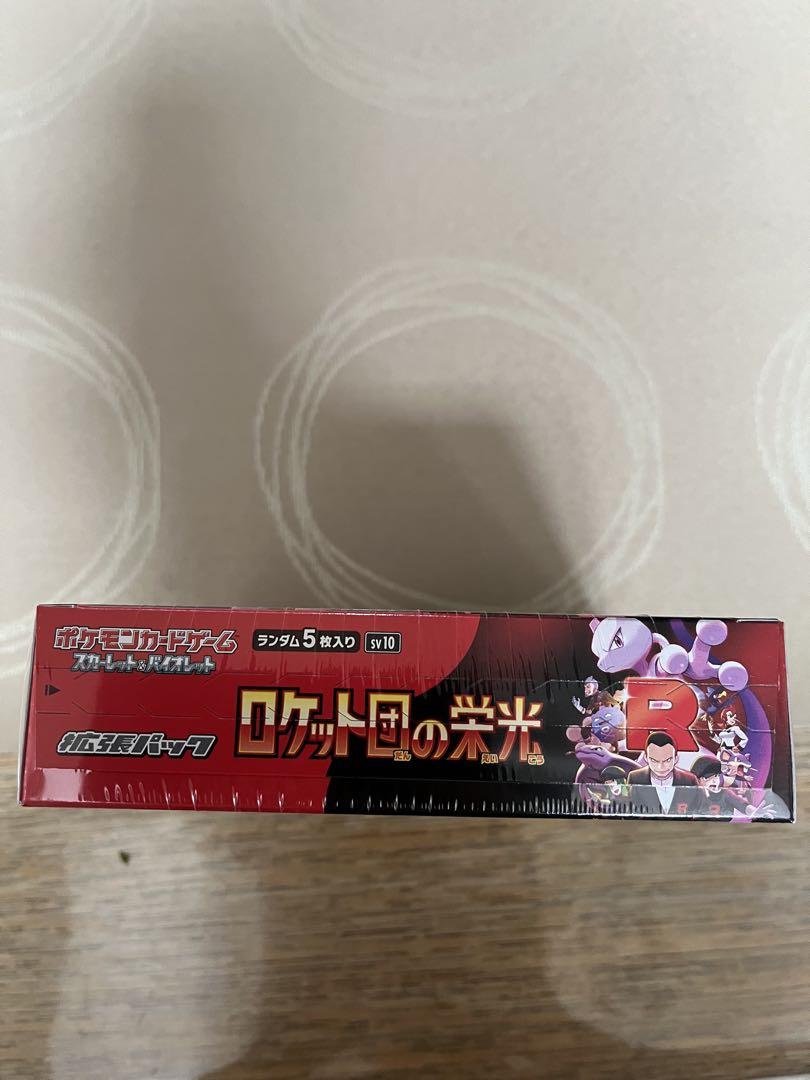 ポケモンカードゲーム
スカーレット&バイオレット
ランダム5枚入り
SV10
拡張パック
ロケット団の栄光
だん えい こう
R